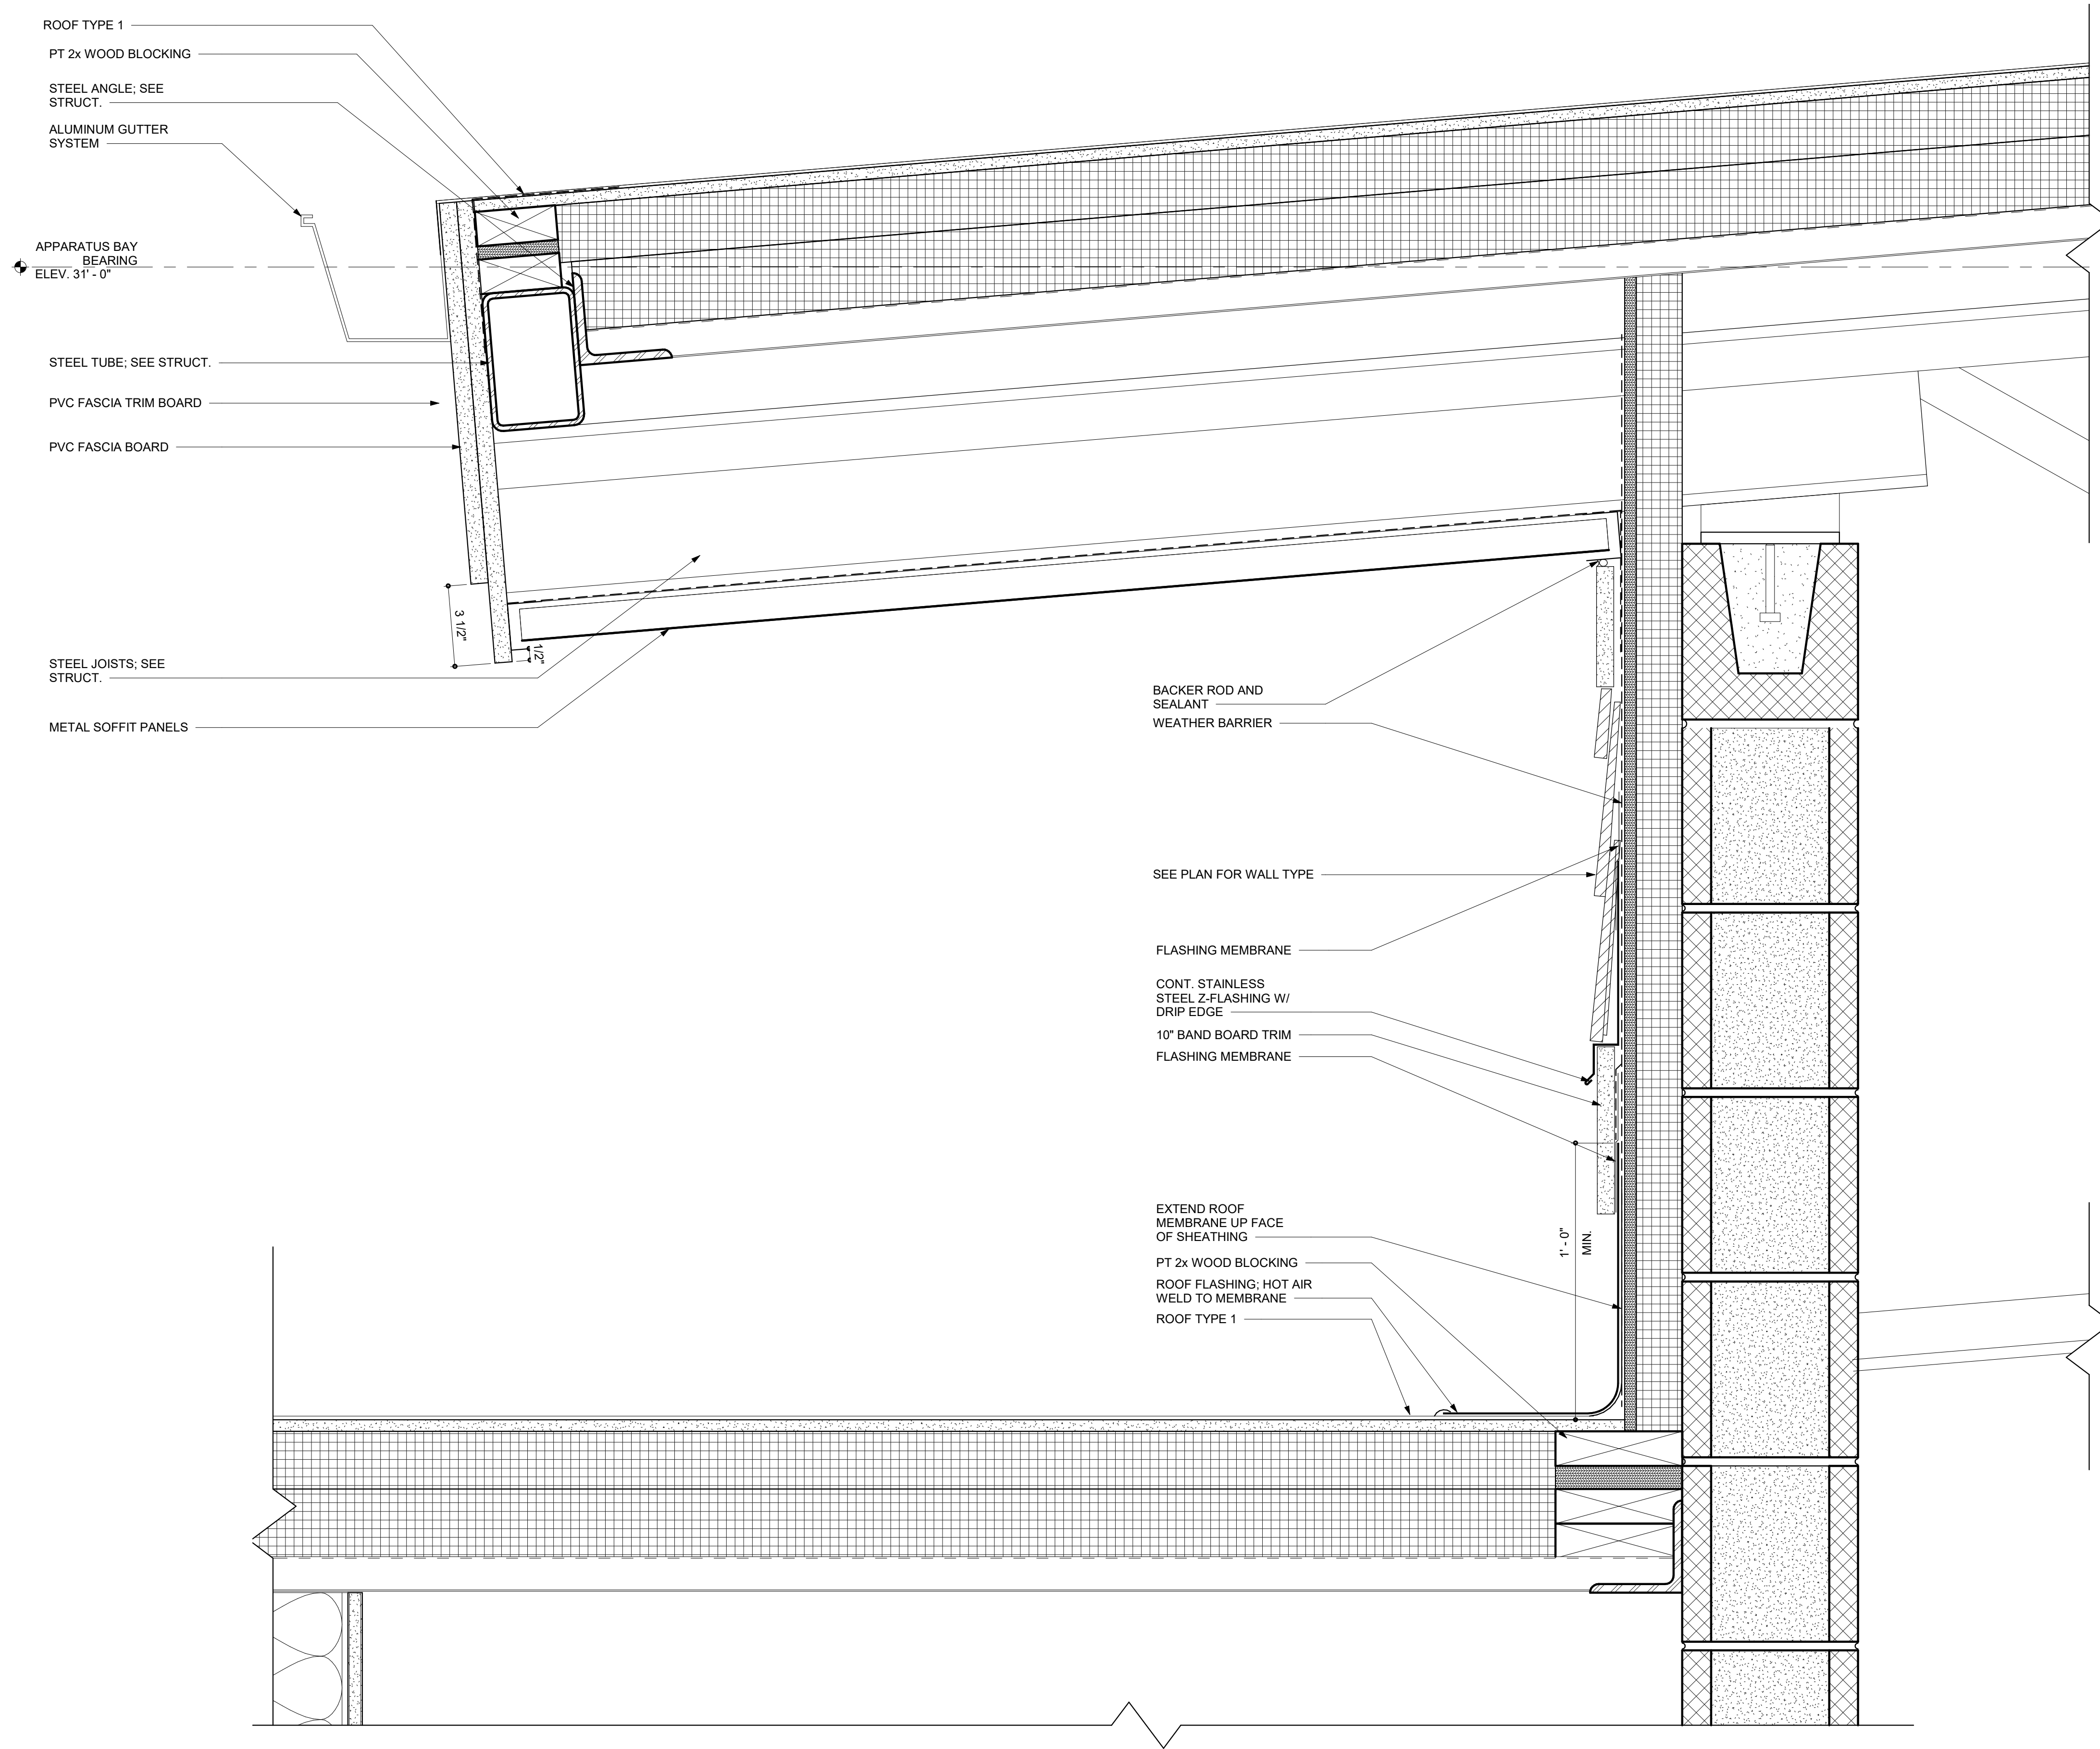 ROOF TYPE 1
PT 2x WOOD BLOCKING
STEEL ANGLE; SEE
STRUCT.
ALUMINUM GUTTER
SYSTEM
APPARATUS BAY
BEARING
ELEV. 31' - 0"
STEEL TUBE; SEE STRUCT.
PVC FASCIA TRIM BOARD
PVC FASCIA BOARD
3 1/2"
1/2"
STEEL JOISTS; SEE
STRUCT.
METAL SOFFIT PANELS
BACKER ROD AND
SEALANT
WEATHER BARRIER
SEE PLAN FOR WALL TYPE
FLASHING MEMBRANE
CONT. STAINLESS
STEEL Z-FLASHING W/
DRIP EDGE
10" BAND BOARD TRIM
FLASHING MEMBRANE
EXTEND ROOF
MEMBRANE UP FACE
OF SHEATHING
PT 2x WOOD BLOCKING
ROOF FLASHING; HOT AIR
WELD TO MEMBRANE
ROOF TYPE 1
1' - 0"
MIN.